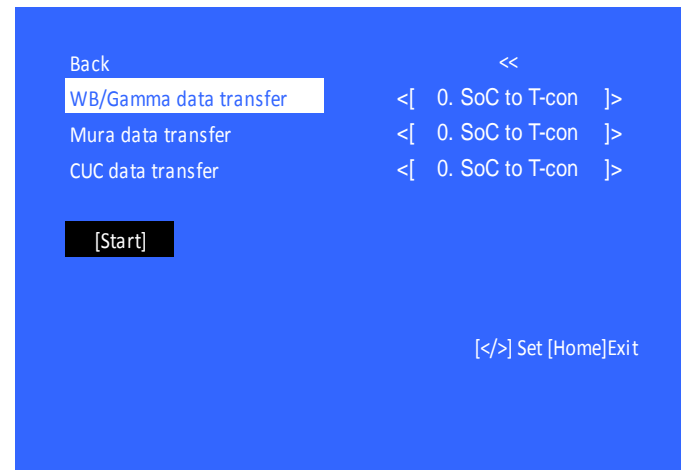 Back <<
WB/Gamma data transfer <[ 0. SoC to T-con ]>
Mura data transfer <[ 0. SoC to T-con ]>
CUC data transfer <[ 0. SoC to T-con ]>
[Start]
[</>] Set [Home]Exit